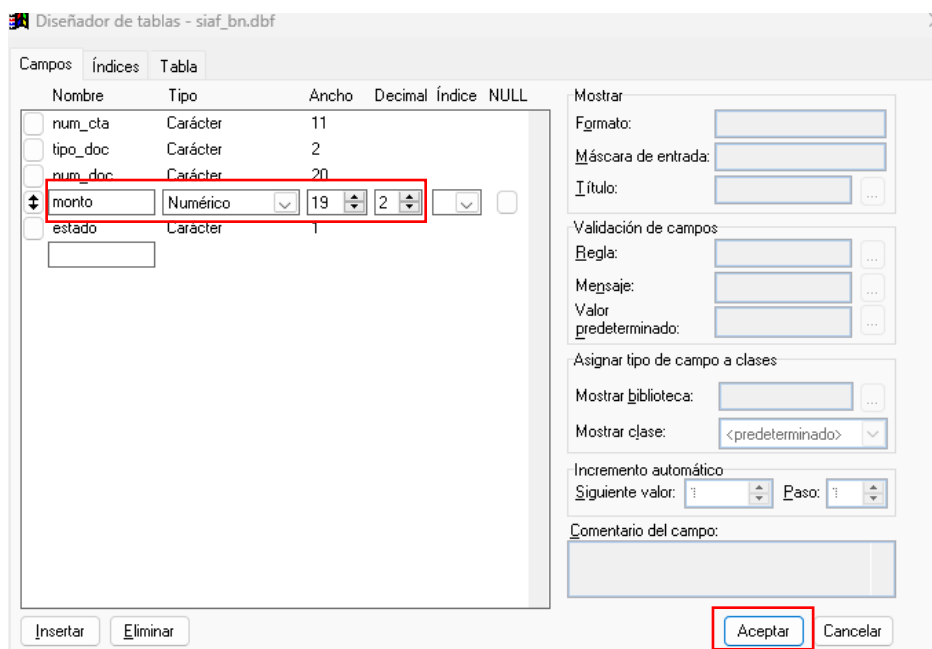 Diseñador de tablas - siaf_bn.dbf
Campos Índices Tabla
Nombre Tipo Ancho Decimal Índice NULL
num_cta Carácter 11
tipo_doc Carácter 2
num_doc Carácter 20
monto Numérico 19 2
estado Carácter 1
Mostrar
Formato:
Máscara de entrada:
Título:
...
Validación de campos
Regla:
...
Mensaje:
...
Valor
predeterminado:
...
Asignar tipo de campo a clases
Mostrar biblioteca:
...
Mostrar clase: <predeterminado>
Incremento automático
Siguiente valor: 1 Paso: 1
Comentario del campo:
Insertar Eliminar Aceptar Cancelar